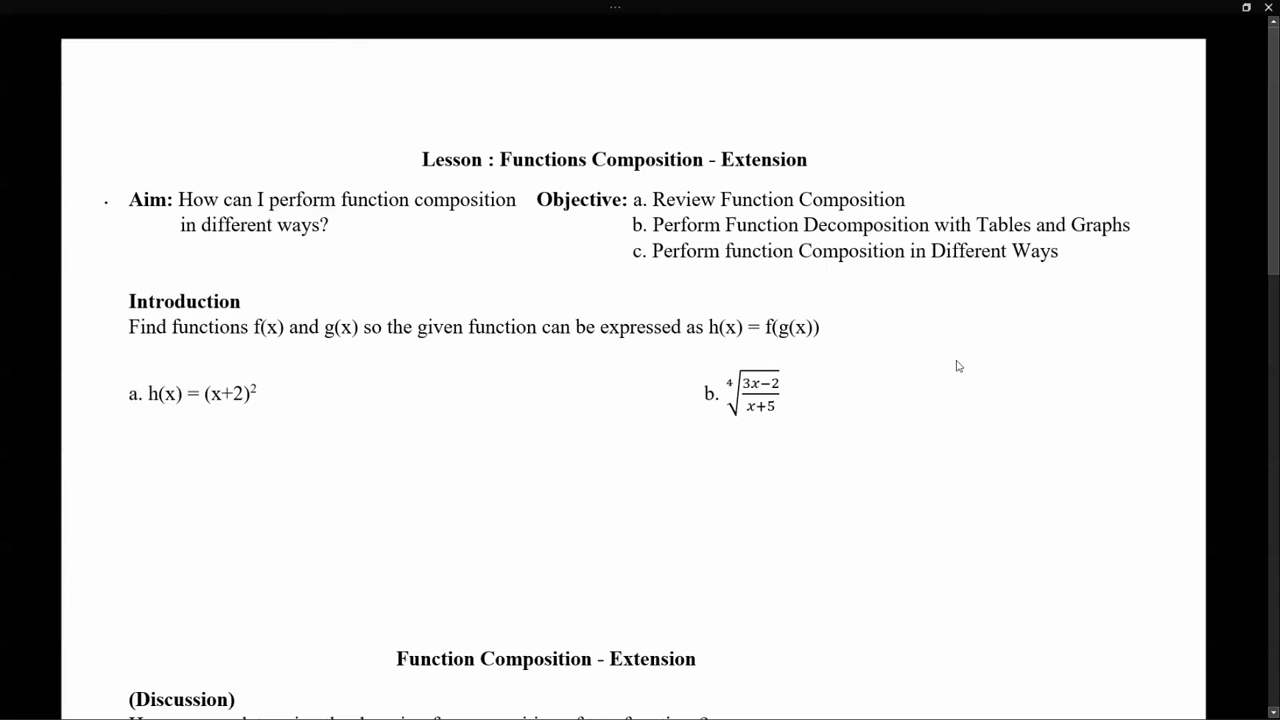 Lesson : Functions Composition - Extension
. Aim: How can I perform function composition Objective: a. Review Function Composition
in different ways? b. Perform Function Decomposition with Tables and Graphs
c. Perform function Composition in Different Ways
Introduction
Find functions f(x) and g(x) so the given function can be expressed as h(x) = f(g(x))
a. h(x) = (x+2)² b. ⁴√((3x−2)/(x+5))
Function Composition - Extension
(Discussion)